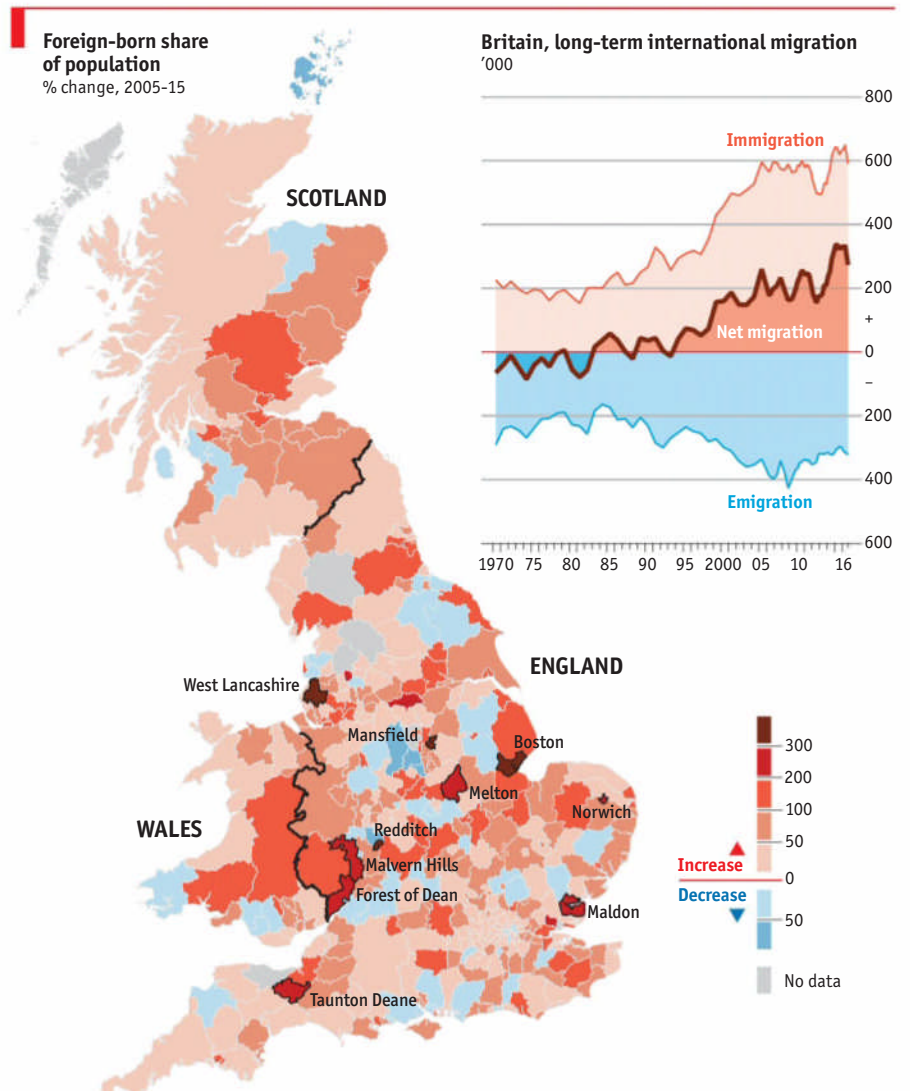 Foreign-born share
of population
% change, 2005-15
SCOTLAND
ENGLAND
WALES
West Lancashire
Mansfield
Boston
Melton
Norwich
Redditch
Malvern Hills
Forest of Dean
Maldon
Taunton Deane
300
200
100
50
Increase
0
Decrease
50
No data
Britain, long-term international migration
’000
800
Immigration
600
400
200
+
Net migration
0
–
200
400
Emigration
600
1970 75 80 85 90 95 2000 05 10 16